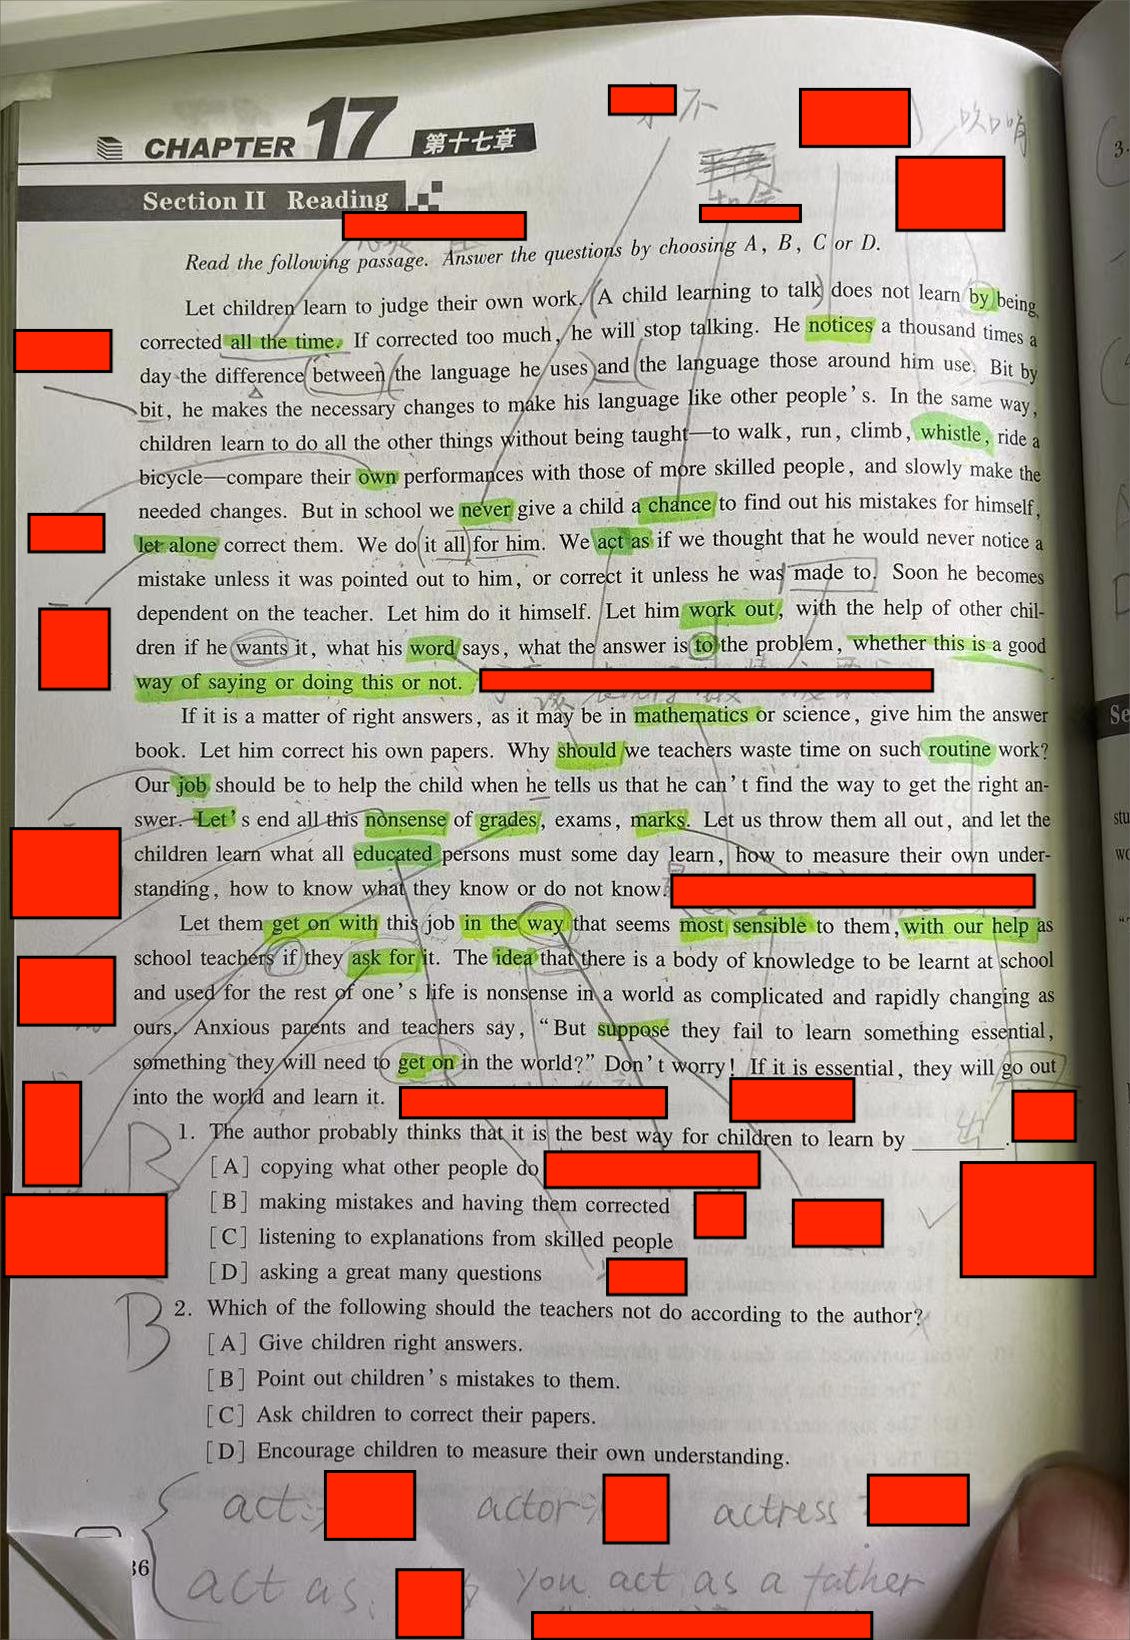 CHAPTER 17 第十七章
吹口哨
Section II Reading
Read the following passage. Answer the questions by choosing A, B, C or D.
Let children learn to judge their own work. A child learning to talk does not learn by being
corrected all the time. If corrected too much, he will stop talking. He notices a thousand times a
day the difference between the language he uses and the language those around him use. Bit by
bit, he makes the necessary changes to make his language like other people's. In the same way,
children learn to do all the other things without being taught—to walk, run, climb, whistle, ride a
bicycle—compare their own performances with those of more skilled people, and slowly make the
needed changes. But in school we never give a child a chance to find out his mistakes for himself,
let alone correct them. We do it all for him. We act as if we thought that he would never notice a
mistake unless it was pointed out to him, or correct it unless he was made to. Soon he becomes
dependent on the teacher. Let him do it himself. Let him work out, with the help of other chil-
dren if he wants it, what his word says, what the answer is to the problem, whether this is a good
way of saying or doing this or not.
If it is a matter of right answers, as it may be in mathematics or science, give him the answer
book. Let him correct his own papers. Why should we teachers waste time on such routine work?
Our job should be to help the child when he tells us that he can't find the way to get the right an-
swer. Let's end all this nonsense of grades, exams, marks. Let us throw them all out, and let the
children learn what all educated persons must some day learn, how to measure their own under-
standing, how to know what they know or do not know.
Let them get on with this job in the way that seems most sensible to them, with our help as
school teachers if they ask for it. The idea that there is a body of knowledge to be learnt at school
and used for the rest of one's life is nonsense in a world as complicated and rapidly changing as
ours. Anxious parents and teachers say, "But suppose they fail to learn something essential,
something they will need to get on in the world?" Don't worry! If it is essential, they will go out
into the world and learn it.
1. The author probably thinks that it is the best way for children to learn by ________.
[A] copying what other people do
[B] making mistakes and having them corrected
[C] listening to explanations from skilled people
[D] asking a great many questions
B 2. Which of the following should the teachers not do according to the author?
[A] Give children right answers.
[B] Point out children's mistakes to them.
[C] Ask children to correct their papers.
[D] Encourage children to measure their own understanding.
act actor actress
act as you act as a father
36